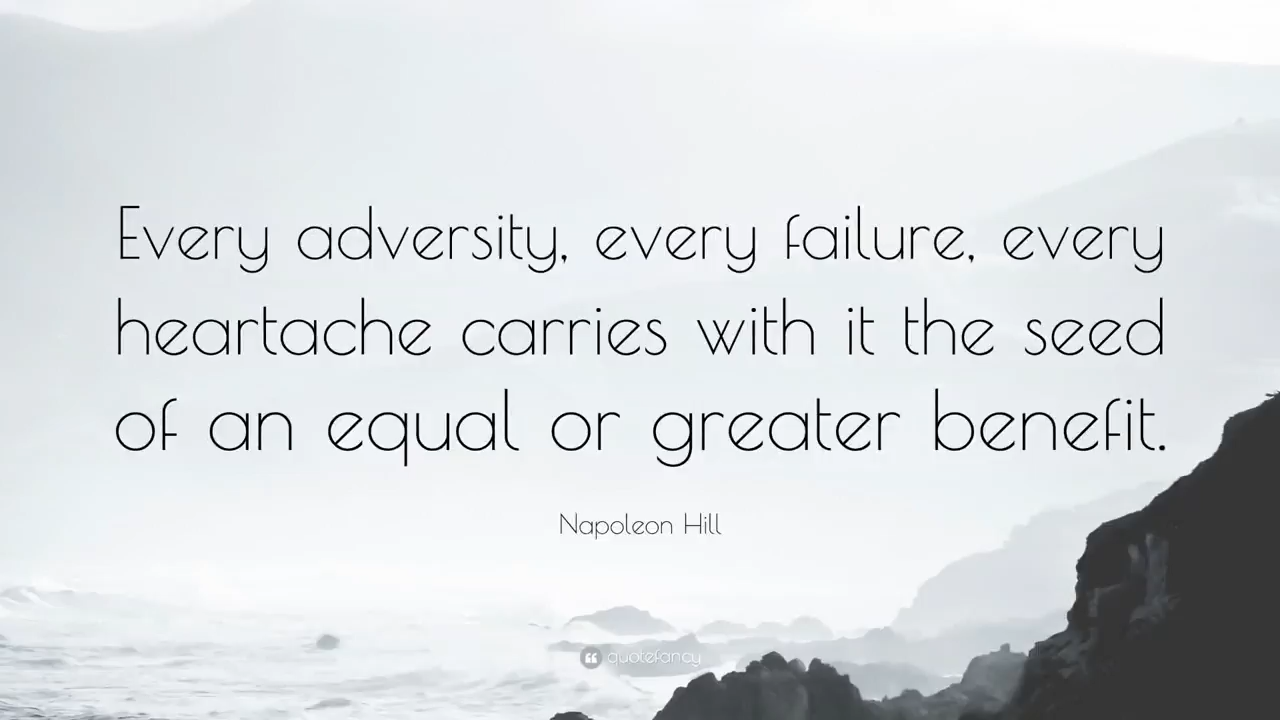 Every adversity, every failure, every
heartache carries with it the seed
of an equal or greater benefit.
Napoleon Hill
quotefancy